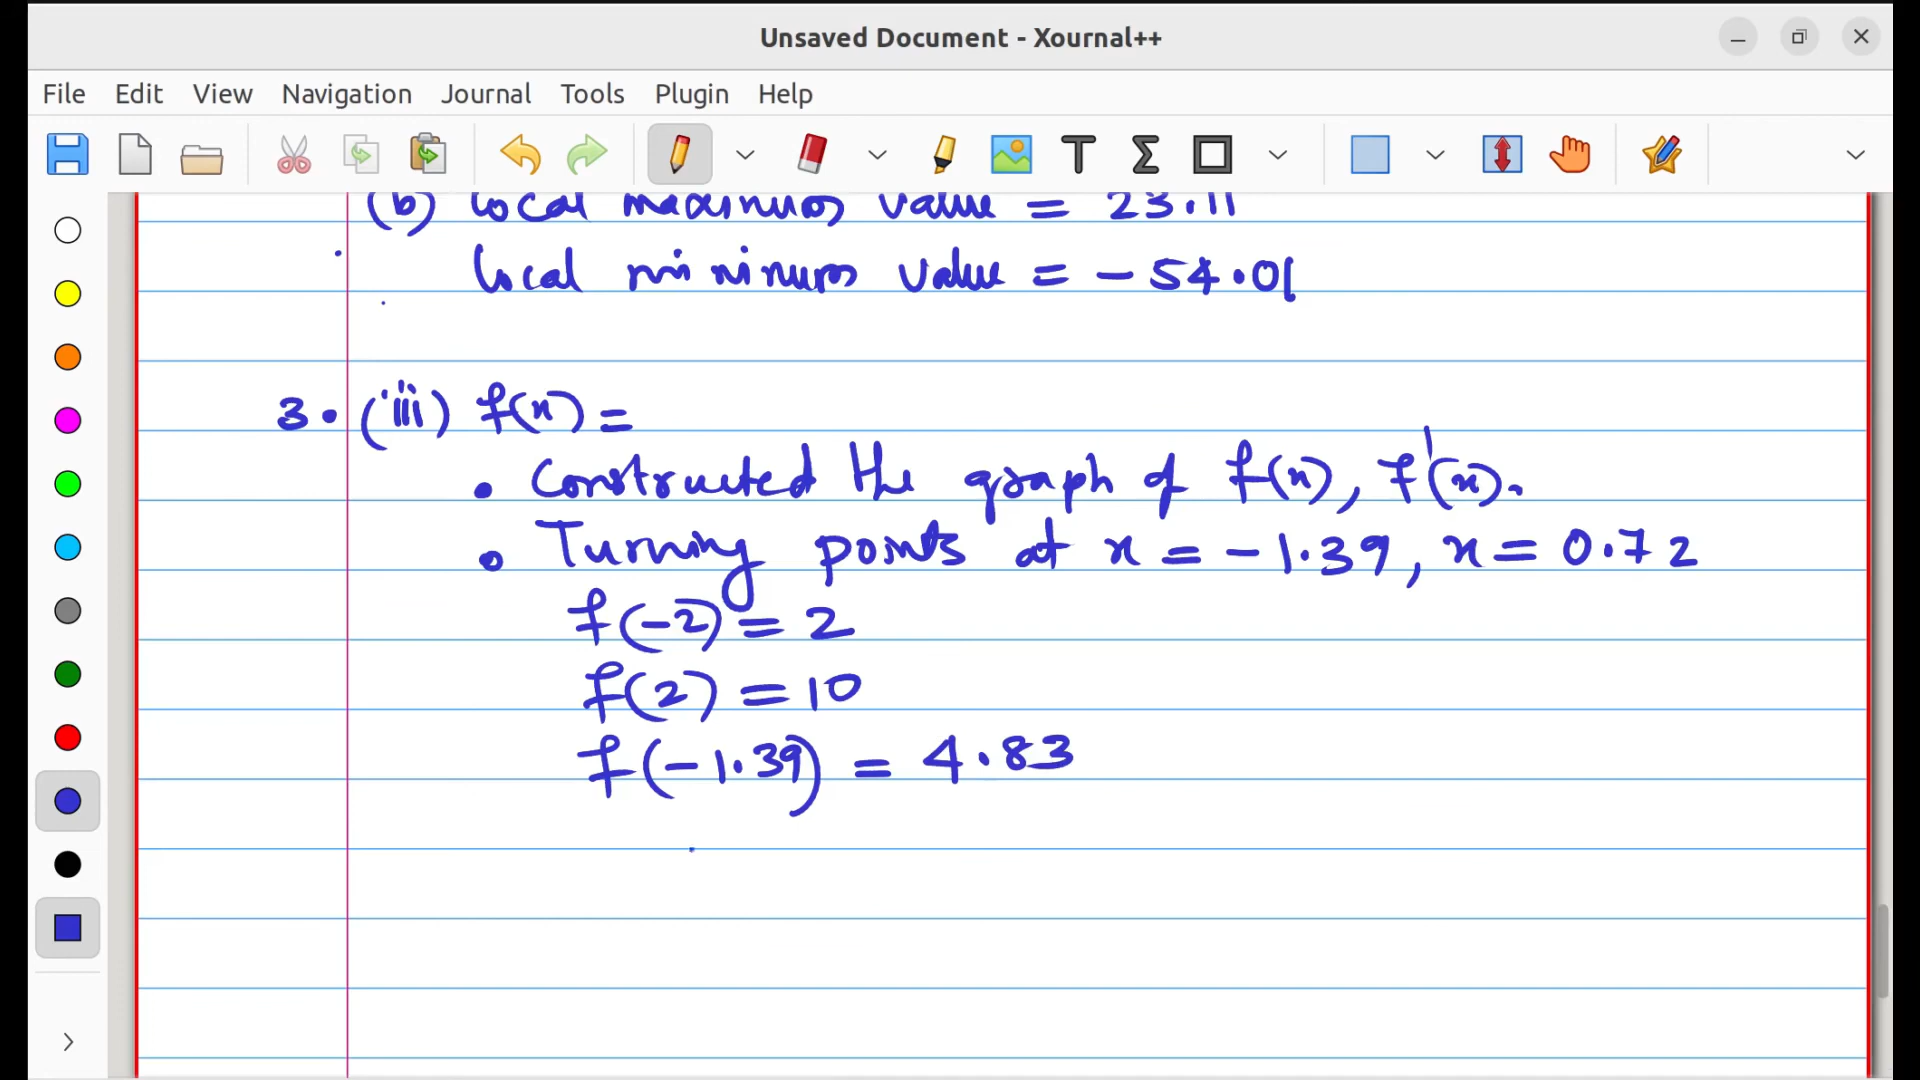 Unsaved Document - Xournal++
File Edit View Navigation Journal Tools Plugin Help
(b) local maximum value = 23.11
local minimum value = -54.01
3. (iii) f(x) =
• Constructed the graph of f(x), f'(x).
• Turning points at x = -1.39, x = 0.72
f(-2) = 2
f(2) = 10
f(-1.39) = 4.83